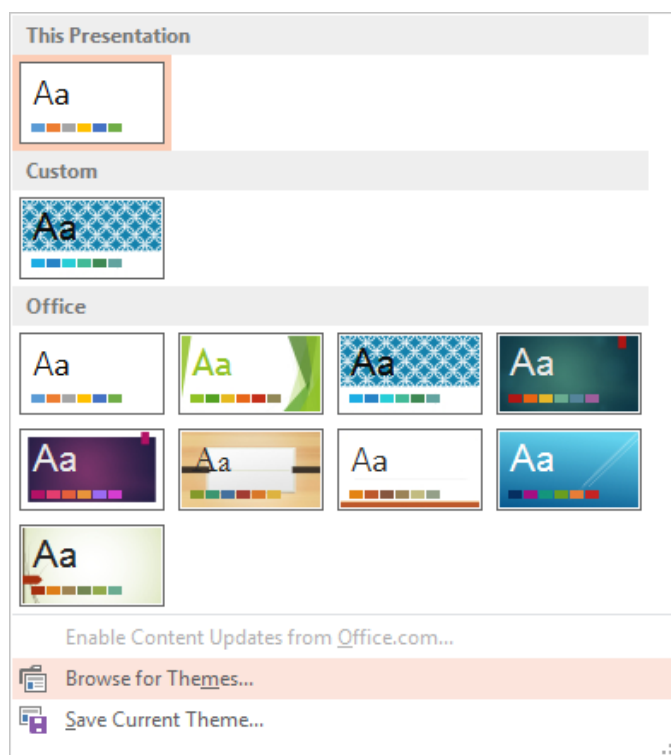 This Presentation
Aa
Custom
Aa
Office
Aa Aa Aa Aa
Aa Aa Aa Aa
Aa
Enable Content Updates from Office.com...
Browse for Themes...
Save Current Theme...